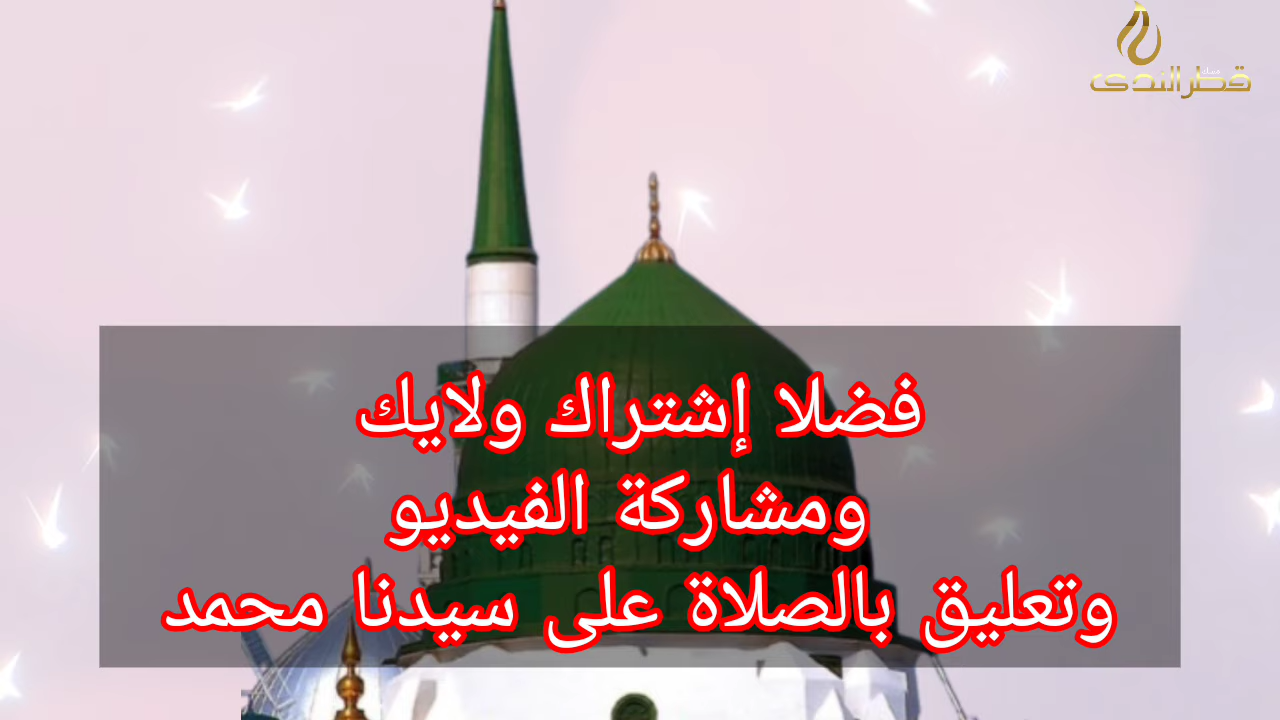 قطر الندى
فضلا إشتراك ولايك
ومشاركة الفيديو
وتعليق بالصلاة على سيدنا محمد